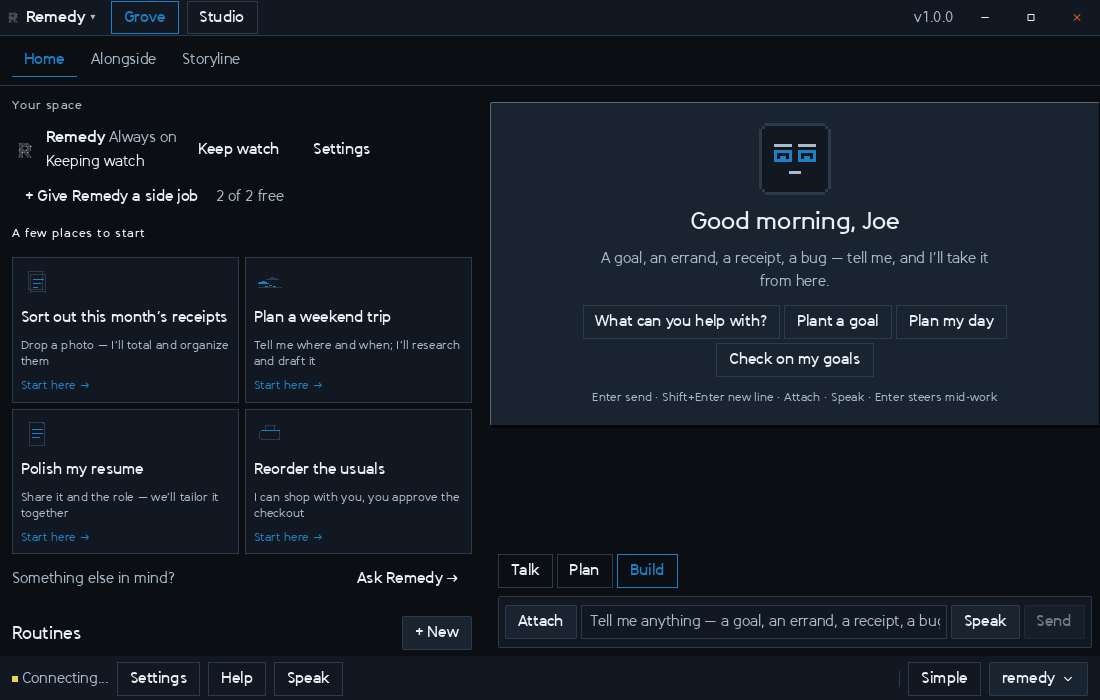 Remedy
Grove
Studio
v1.0.0
Home
Alongside
Storyline
Your space
Remedy Always on
Keeping watch
Keep watch
Settings
+ Give Remedy a side job
2 of 2 free
A few places to start
Sort out this month's receipts
Drop a photo — I'll total and organize
them
Start here →
Plan a weekend trip
Tell me where and when; I'll research
and draft it
Start here →
Polish my resume
Share it and the role — we'll tailor it
together
Start here →
Reorder the usuals
I can shop with you, you approve the
checkout
Start here →
Something else in mind?
Ask Remedy →
Routines
+ New
Good morning, Joe
A goal, an errand, a receipt, a bug — tell me, and I'll take it
from here.
What can you help with?
Plant a goal
Plan my day
Check on my goals
Enter send · Shift+Enter new line · Attach · Speak · Enter steers mid-work
Talk
Plan
Build
Attach
Tell me anything — a goal, an errand, a receipt, a bug
Speak
Send
Connecting...
Settings
Help
Speak
Simple
remedy